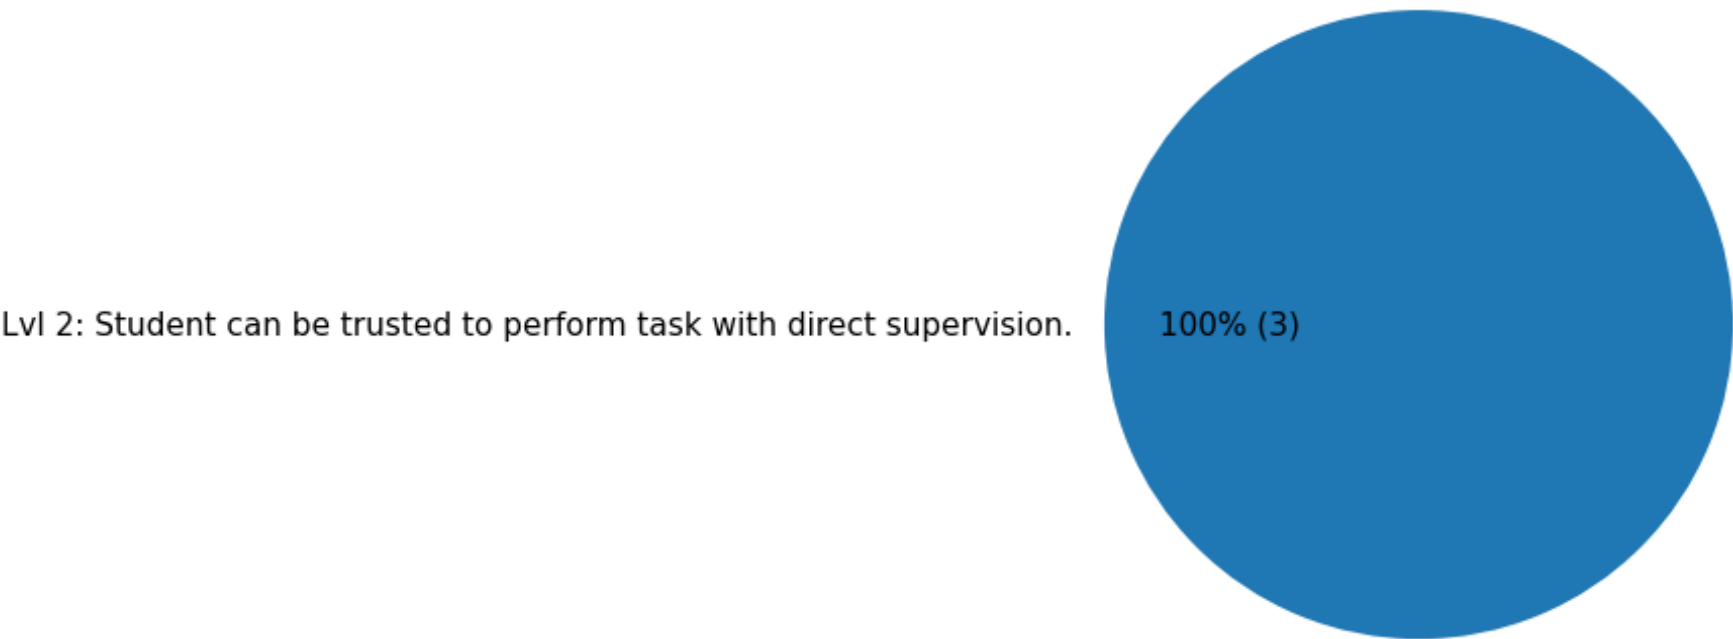 Lvl 2: Student can be trusted to perform task with direct supervision. 100% (3)